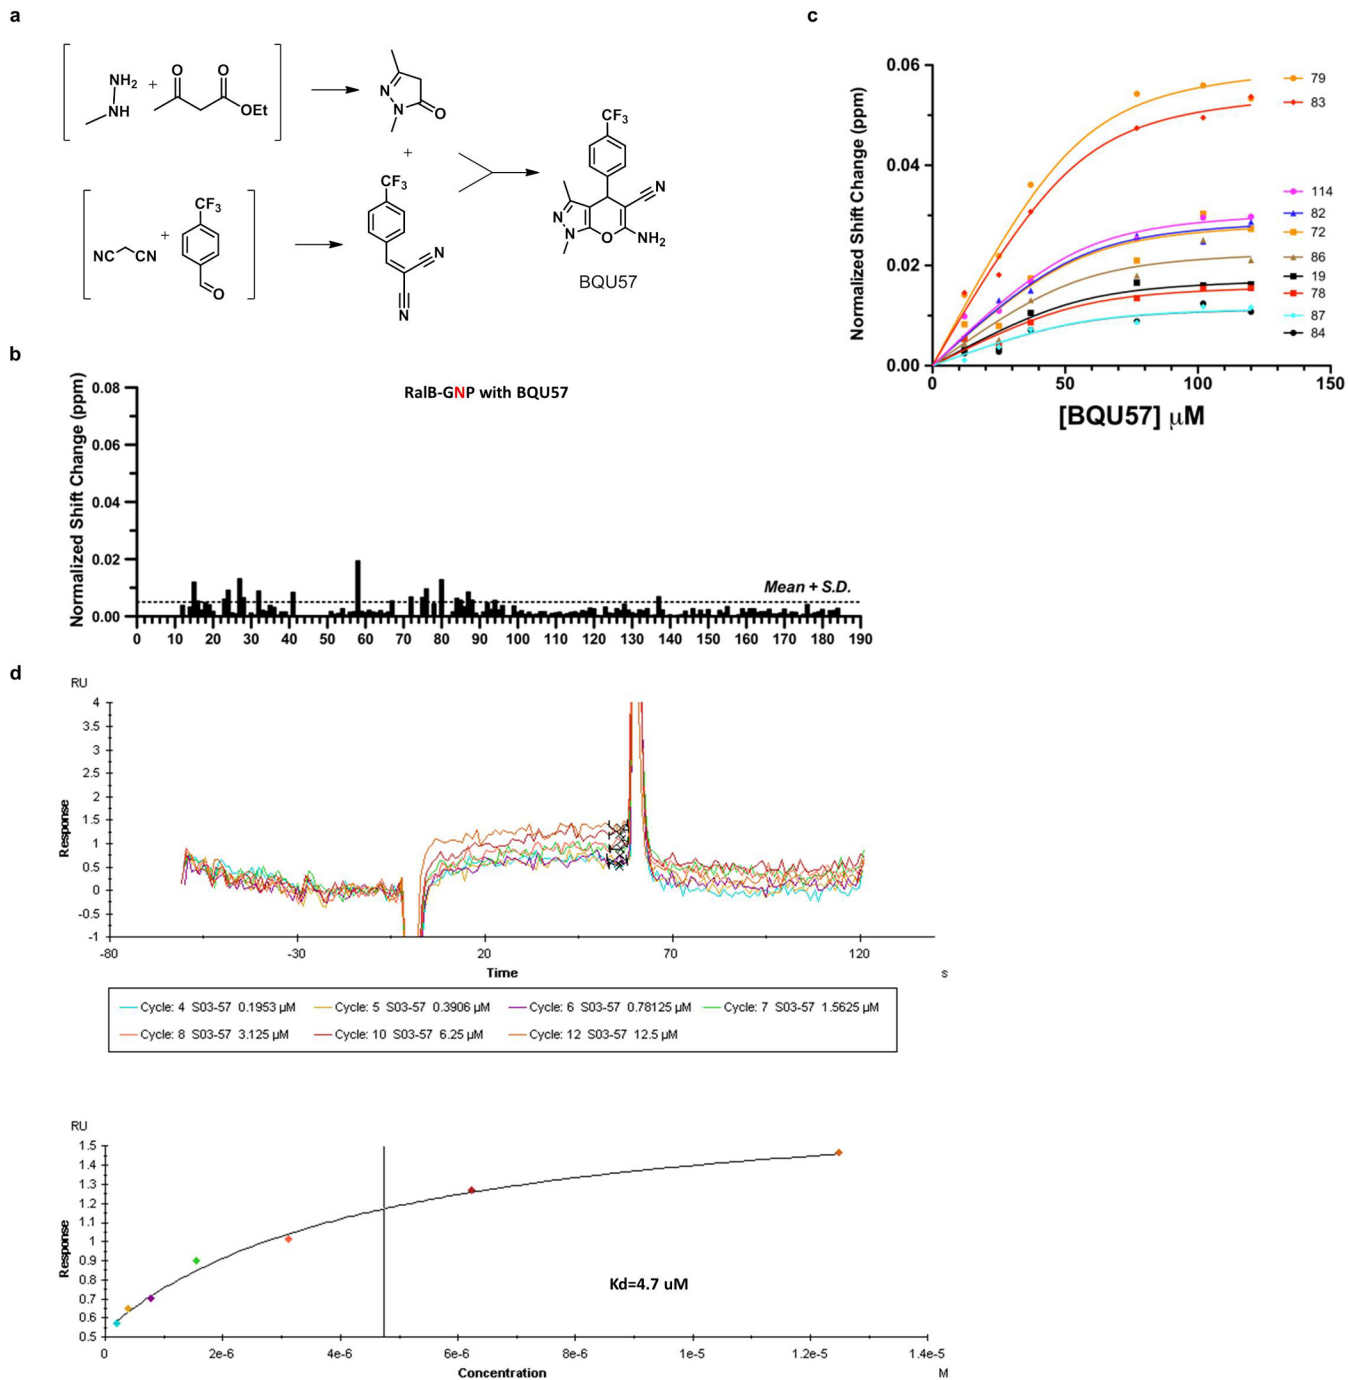 a
NH2
NH
+
O
O
OEt
N
N
O
+
CF3
NC
CN
+
CF3
O
CF3
N
N
CF3
N
N
N
O
NH2
BQU57
b
Normalized Shift Change (ppm)
RalB-GNP with BQU57
Mean + S.D.
0.08
0.06
0.04
0.02
0.00
0 10 20 30 40 50 60 70 80 90 100 110 120 130 140 150 160 170 180 190
c
Normalized Shift Change (ppm)
0.06
0.04
0.02
0.00
0 50 100 150
[BQU57] μM
79
83
114
82
72
86
19
78
87
84
d
RU
Response
4
3.5
3
2.5
2
1.5
1
0.5
0
-0.5
-1
-80 -30 20 70 120
Time
s
Cycle: 4 S03-57 0.1953 µM Cycle: 5 S03-57 0.3906 µM Cycle: 6 S03-57 0.78125 µM Cycle: 7 S03-57 1.5625 µM
Cycle: 8 S03-57 3.125 µM Cycle: 10 S03-57 6.25 µM Cycle: 12 S03-57 12.5 µM
RU
Response
1.5
1.4
1.3
1.2
1.1
1
0.9
0.8
0.7
0.6
0.5
Kd=4.7 uM
0 2e-6 4e-6 6e-6 8e-6 1e-5 1.2e-5 1.4e-5
Concentration
M